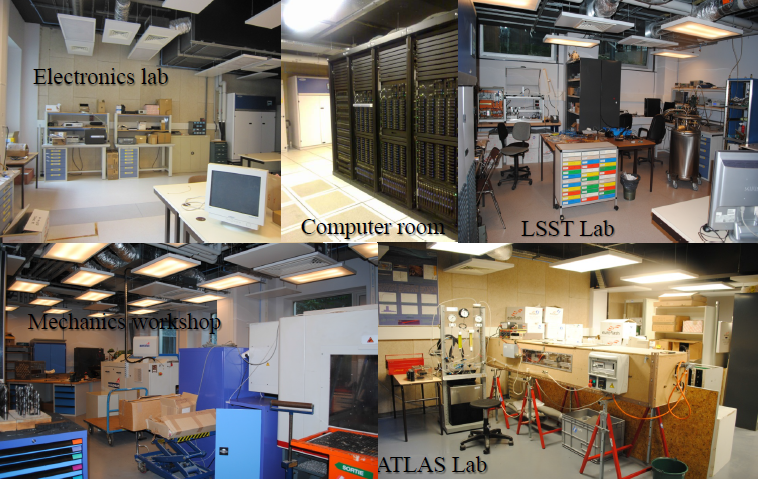 Electronics lab
Computer room
LSST Lab
Mechanics workshop
SORTIE
ATLAS Lab